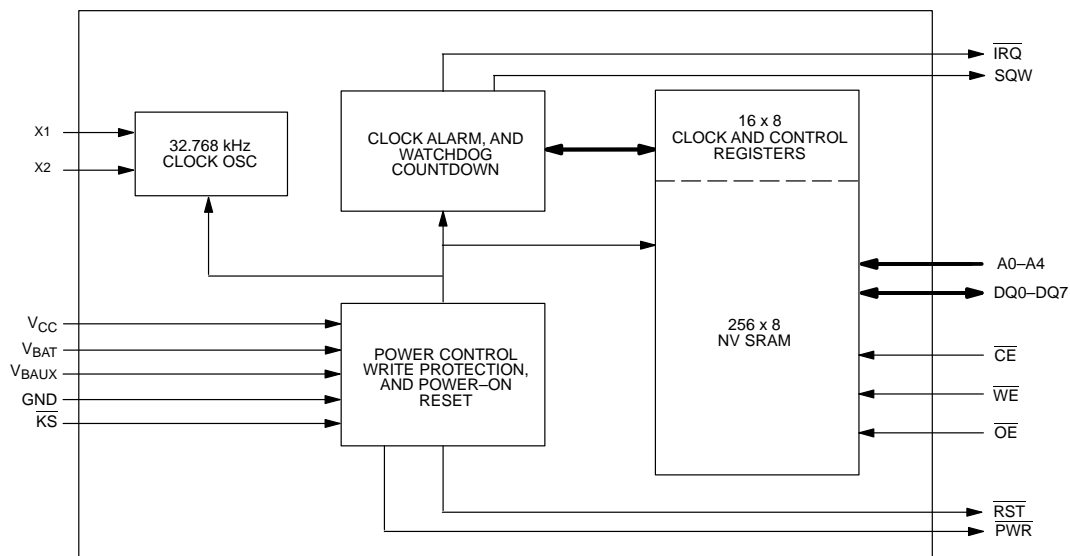 X1
X2
32.768 kHz
CLOCK OSC
CLOCK ALARM, AND
WATCHDOG
COUNTDOWN
16 x 8
CLOCK AND CONTROL
REGISTERS
256 x 8
NV SRAM
IRQ
SQW
A0–A4
DQ0–DQ7
CE
WE
OE
VCC
VBAT
VBAUX
GND
KS
POWER CONTROL
WRITE PROTECTION,
AND POWER–ON
RESET
RST
PWR